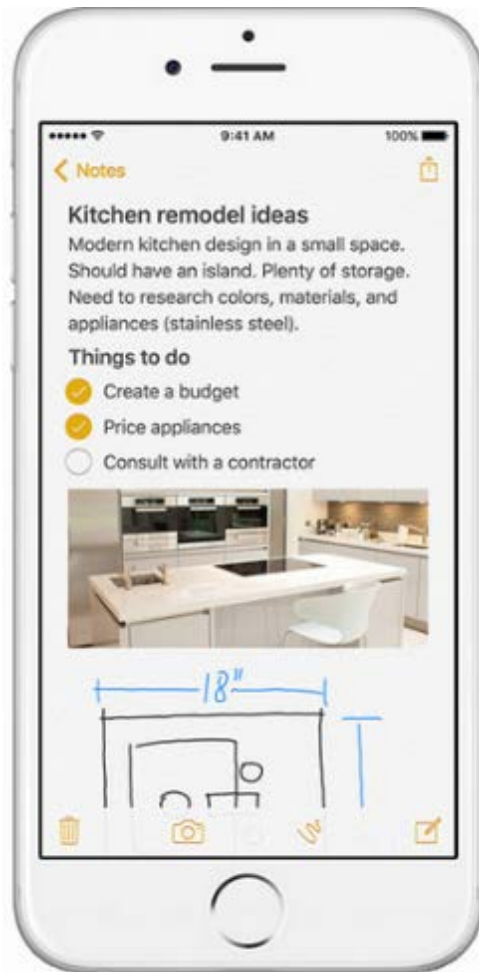 9:41 AM
100%
Notes
Kitchen remodel ideas
Modern kitchen design in a small space.
Should have an island. Plenty of storage.
Need to research colors, materials, and
appliances (stainless steel).
Things to do
Create a budget
Price appliances
Consult with a contractor
18"